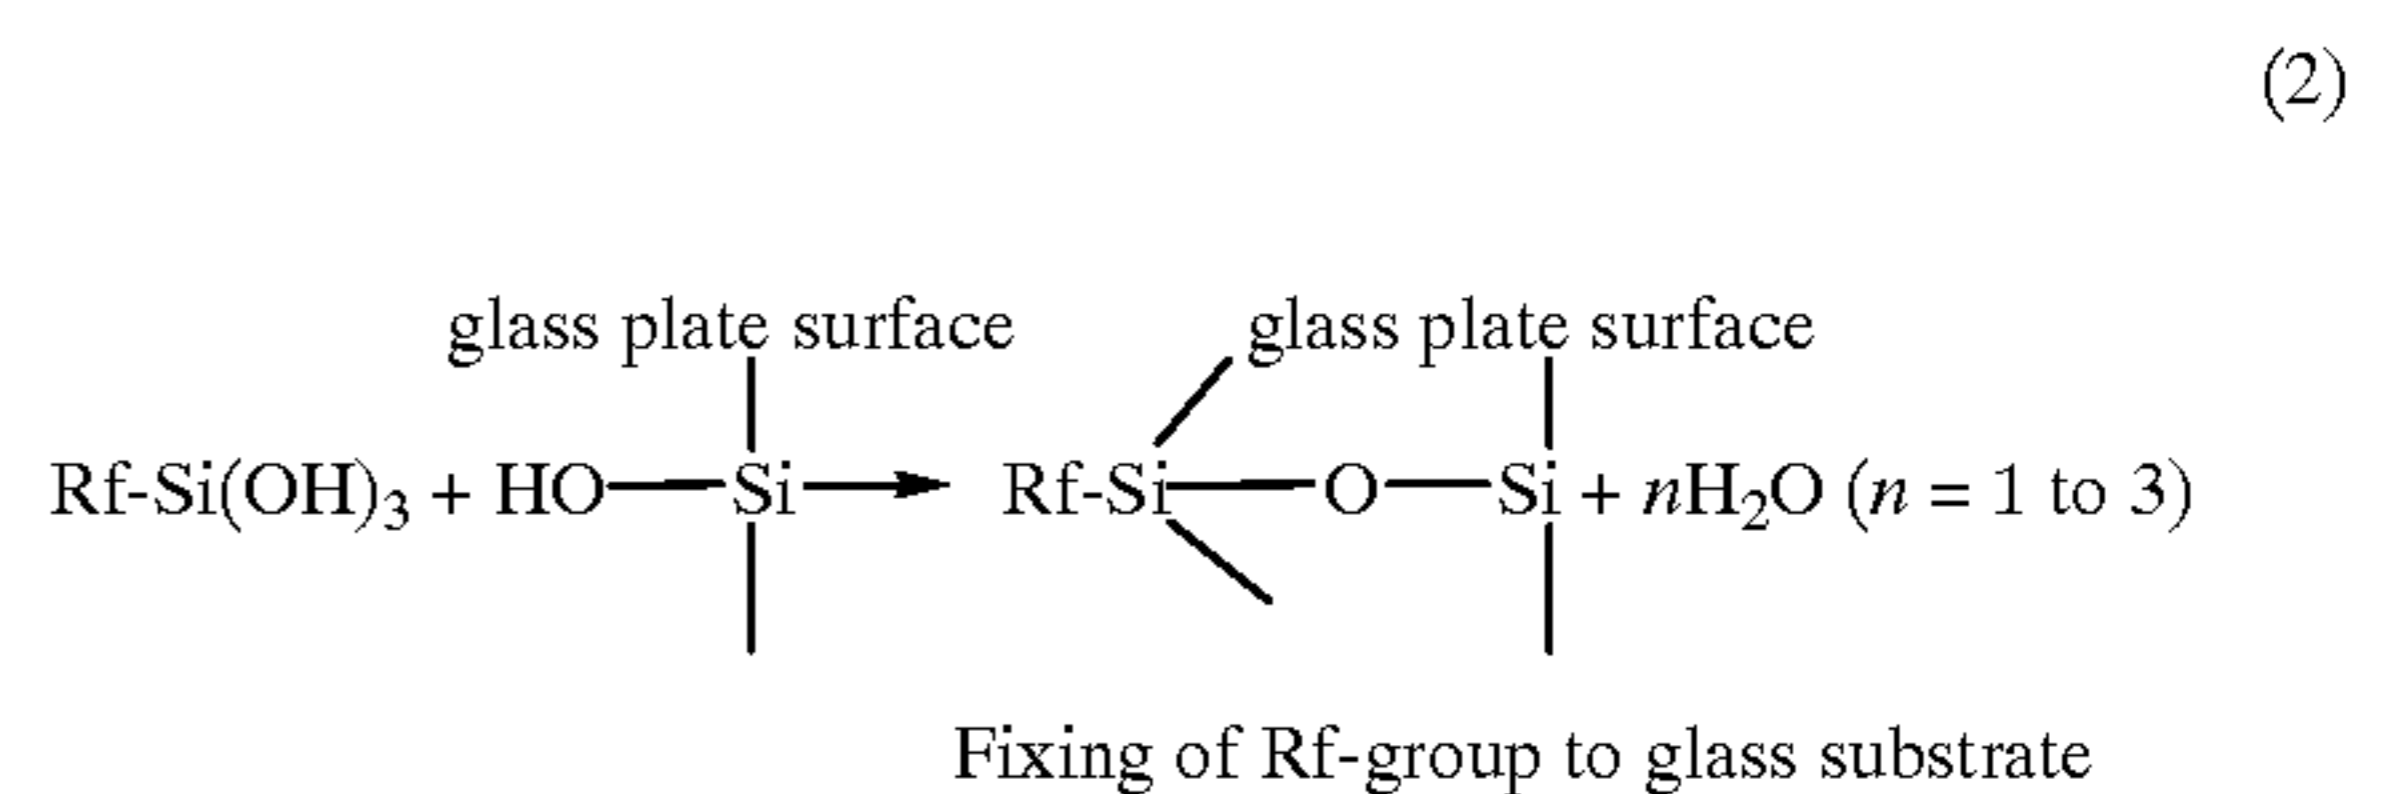 (2)
glass plate surface glass plate surface
Rf-Si(OH)₃ + HO—Si → Rf-Si—O—Si + nH₂O (n = 1 to 3)
Fixing of Rf-group to glass substrate